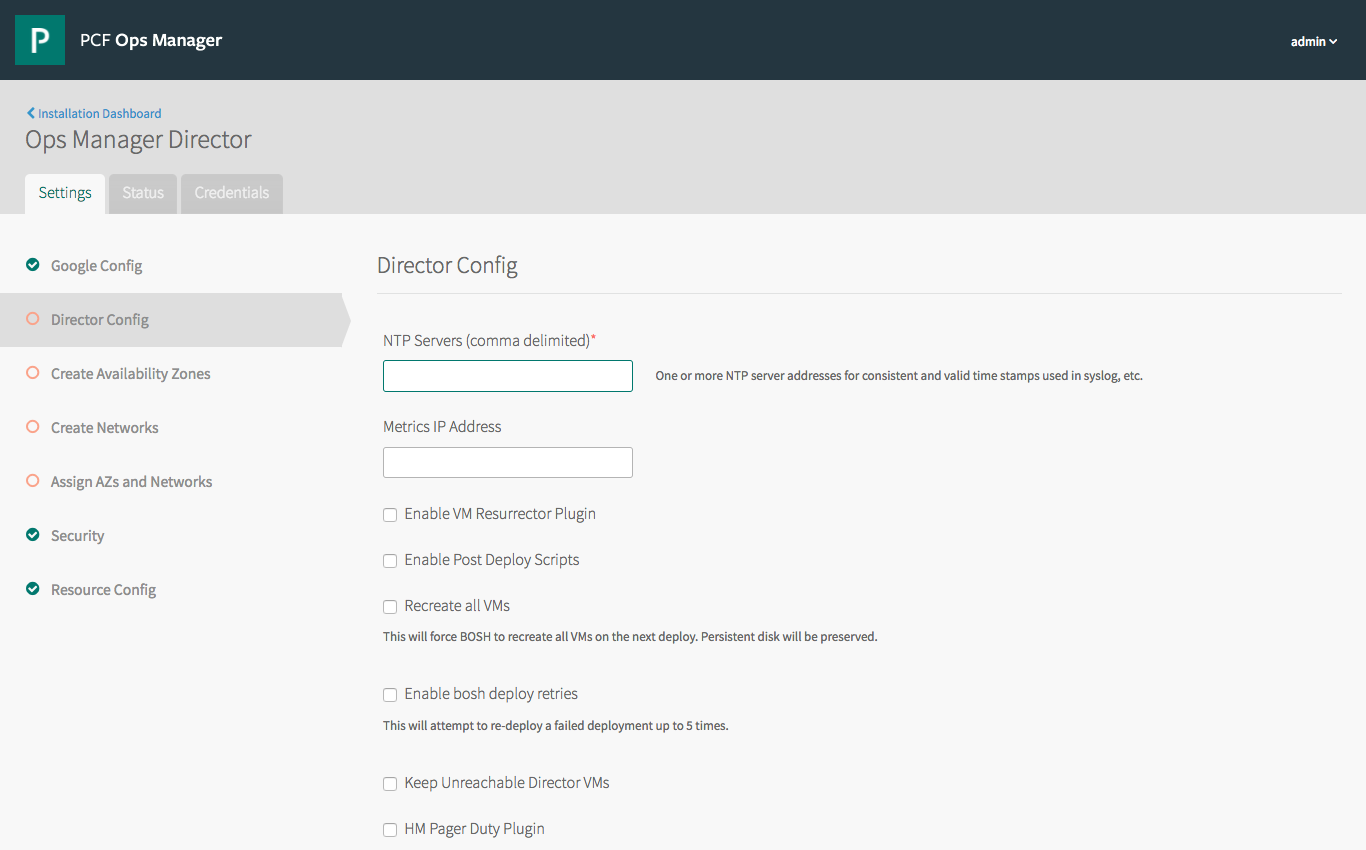 P
PCF Ops Manager
admin
Installation Dashboard
Ops Manager Director
Settings
Status
Credentials
Google Config
Director Config
Create Availability Zones
Create Networks
Assign AZs and Networks
Security
Resource Config
Director Config
NTP Servers (comma delimited)*
One or more NTP server addresses for consistent and valid time stamps used in syslog, etc.
Metrics IP Address
Enable VM Resurrector Plugin
Enable Post Deploy Scripts
Recreate all VMs
This will force BOSH to recreate all VMs on the next deploy. Persistent disk will be preserved.
Enable bosh deploy retries
This will attempt to re-deploy a failed deployment up to 5 times.
Keep Unreachable Director VMs
HM Pager Duty Plugin